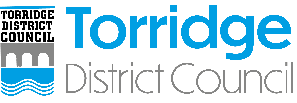 TORRIDGE
DISTRICT
COUNCIL
Torridge
District Council